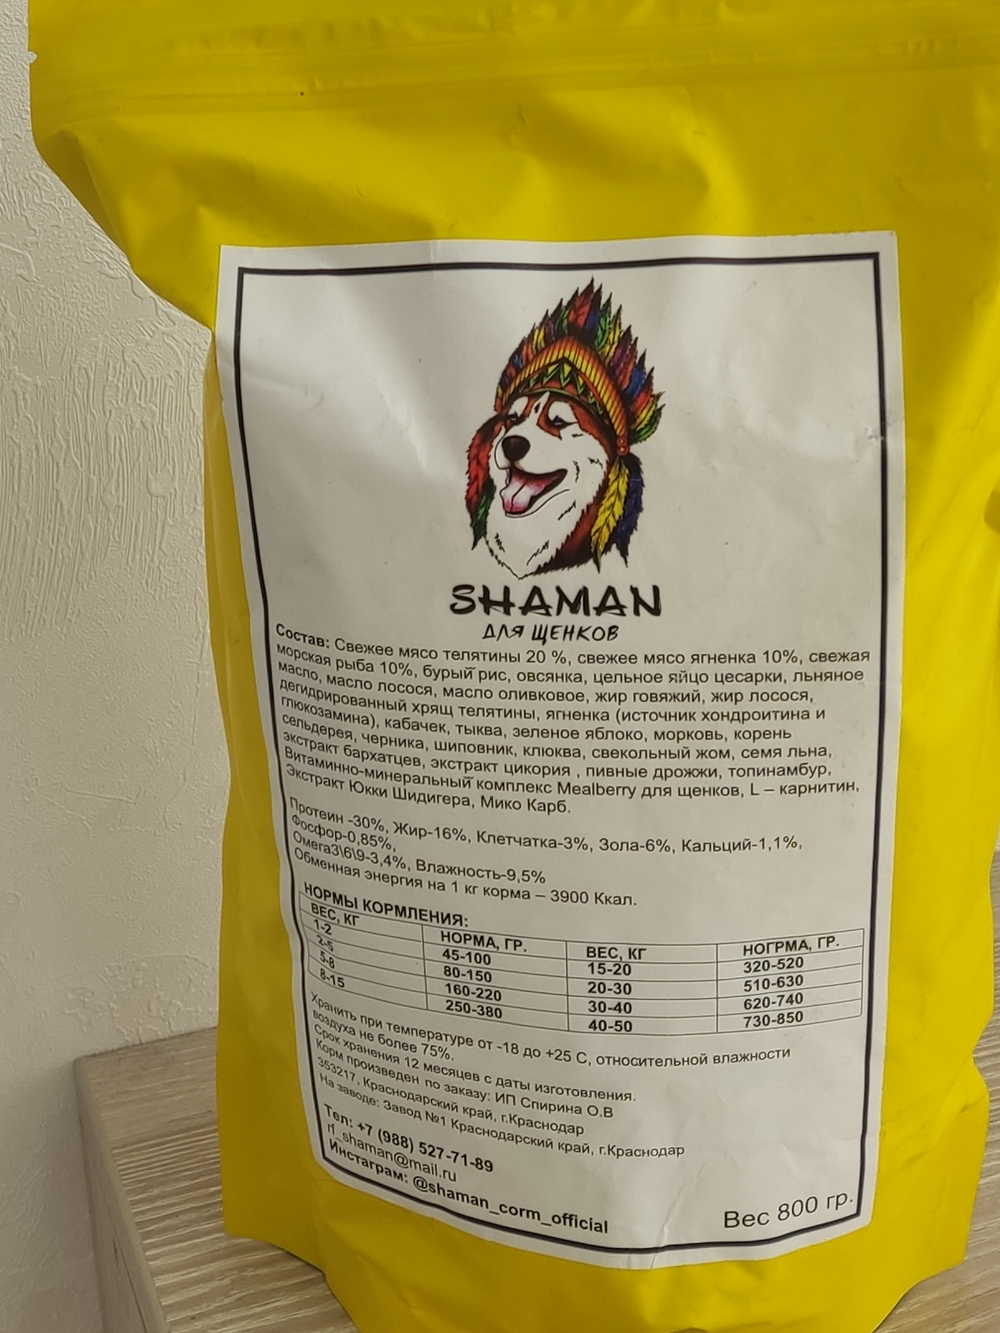 SHAMAN
ДЛЯ ЩЕНКОВ
Состав: Свежее мясо телятины 20 %, свежее мясо ягненка 10%, свежая
морская рыба 10%, бурый рис, овсянка, цельное яйцо цесарки, льняное
масло, масло лосося, масло оливковое, жир говяжий, жир лосося,
дегидрированный хрящ телятины, ягненка (источник хондроитина и
глюкозамина), кабачек, тыква, зеленое яблоко, морковь, корень
сельдерея, черника, шиповник, клюква, свекольный жом, семя льна,
экстракт бархатцев, экстракт цикория , пивные дрожжи, топинамбур,
Витаминно-минеральный комплекс Mealberry для щенков, L – карнитин,
Экстракт Юкки Шидигера, Мико Карб.
Протеин -30%, Жир-16%, Клетчатка-3%, Зола-6%, Кальций-1,1%,
Фосфор-0,85%,
Омега3\6\9-3,4%, Влажность-9,5%
Обменная энергия на 1 кг корма – 3900 Ккал.
НОРМЫ КОРМЛЕНИЯ:
ВЕС, КГ НОРМА, ГР. ВЕС, КГ НОГРМА, ГР.
1-2 45-100 15-20 320-520
2-5 80-150 20-30 510-630
5-8 160-220 30-40 620-740
8-15 250-380 40-50 730-850
Хранить при температуре от -18 до +25 С, относительной влажности
воздуха не более 75%.
Срок хранения 12 месяцев с даты изготовления.
Корм произведен по заказу: ИП Спирина О.В
353217, Краснодарский край, г.Краснодар
На заводе: Завод №1 Краснодарский край, г.Краснодар
Тел: +7 (988) 527-71-89
rf_shaman@mail.ru
Инстаграм: @shaman_corm_official
Вес 800 гр.